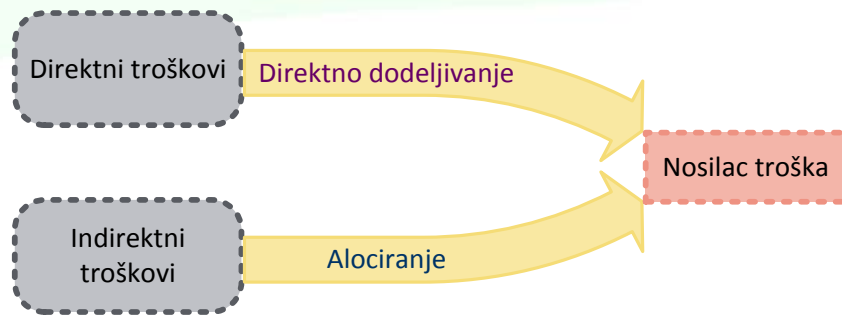 Direktni troškovi
Direktno dodeljivanje
Nosilac troška
Indirektni
troškovi
Alociranje